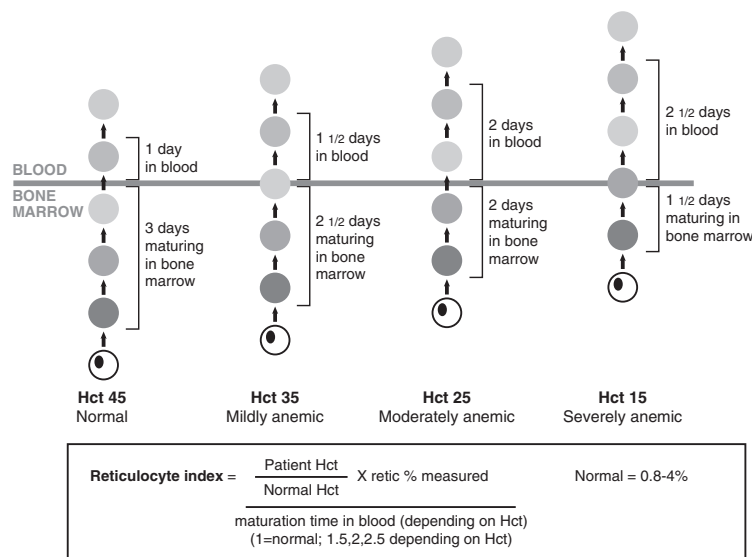 1 day
in blood
1 1/2 days
in blood
2 days
in blood
2 1/2 days
in blood
BLOOD
BONE
MARROW
3 days
maturing
in bone
marrow
2 1/2 days
maturing
in bone
marrow
2 days
maturing
in bone
marrow
1 1/2 days
maturing in
bone marrow
Hct 45
Normal
Hct 35
Mildly anemic
Hct 25
Moderately anemic
Hct 15
Severely anemic
Reticulocyte index = Patient Hct
Normal Hct
X retic % measured
Normal = 0.8-4%
maturation time in blood (depending on Hct)
(1=normal; 1.5,2,2.5 depending on Hct)